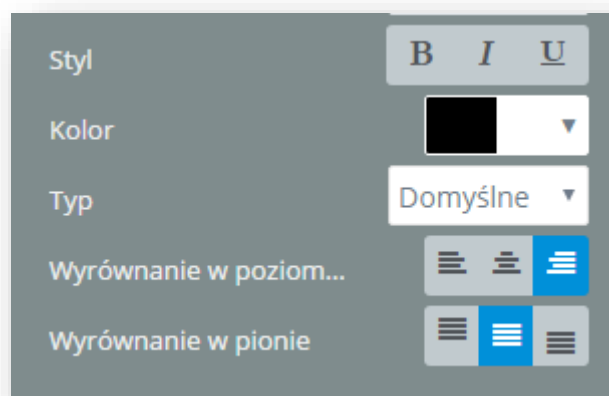 Styl B I U
Kolor
Typ Domyślne
Wyrównanie w poziom...
Wyrównanie w pionie